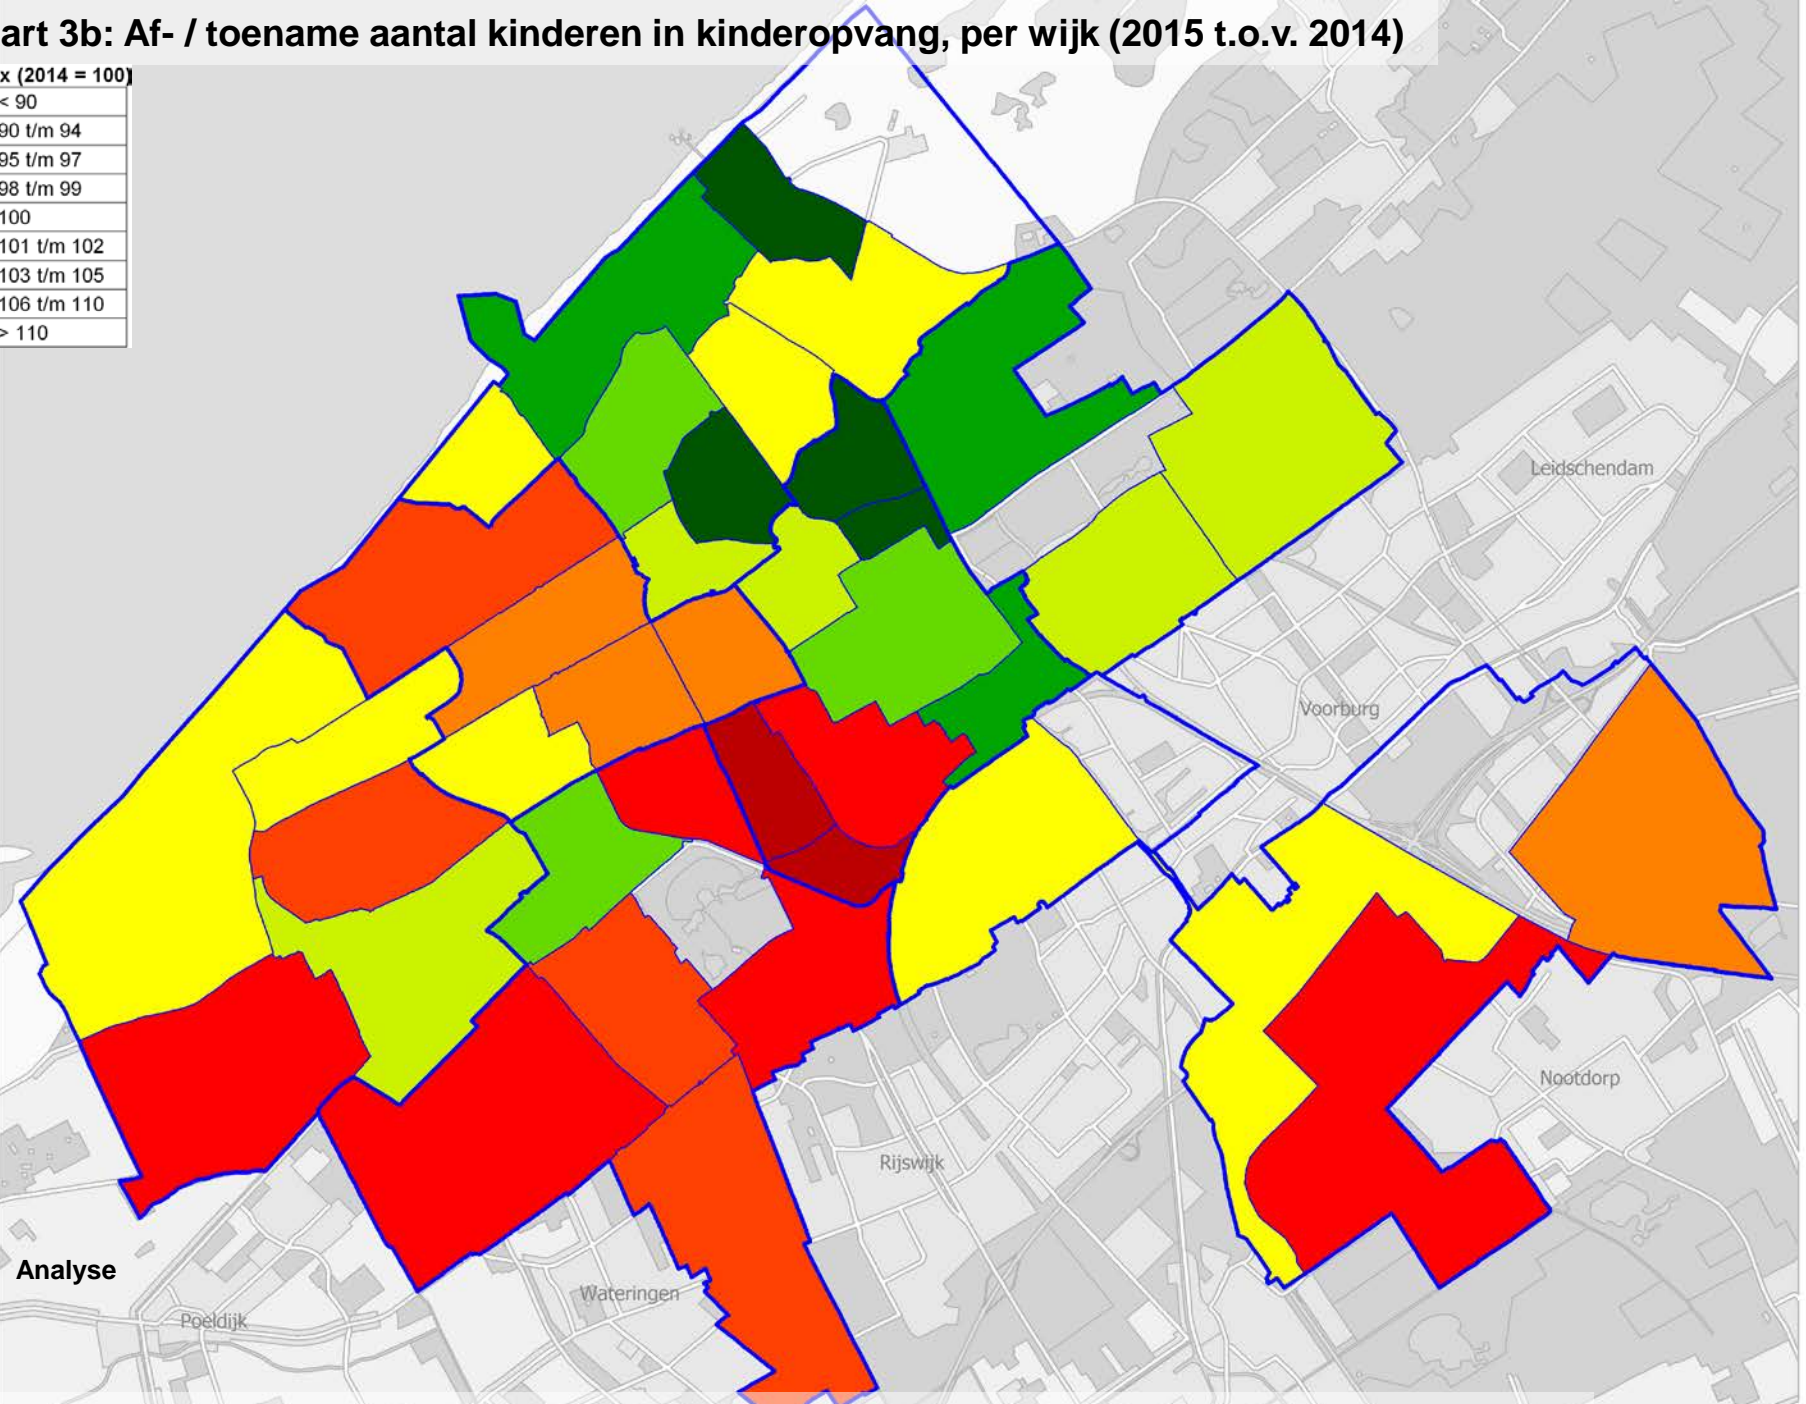 art 3b: Af- / toename aantal kinderen in kinderopvang, per wijk (2015 t.o.v. 2014)
x (2014 = 100)
< 90
90 t/m 94
95 t/m 97
98 t/m 99
100
101 t/m 102
103 t/m 105
106 t/m 110
> 110
Leidschendam
Voorburg
Nootdorp
Rijswijk
Analyse
Wateringen
Poeldijk